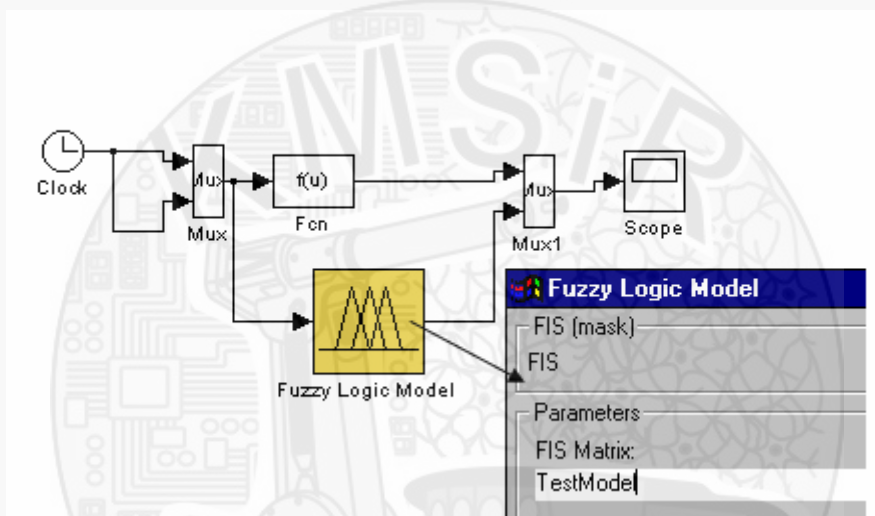 KMSiR
Clock
Mux
Mux
f(u)
Fcn
Mux
Mux1
Scope
Fuzzy Logic Model
Fuzzy Logic Model
FIS (mask)
FIS
Parameters
FIS Matrix:
TestModel